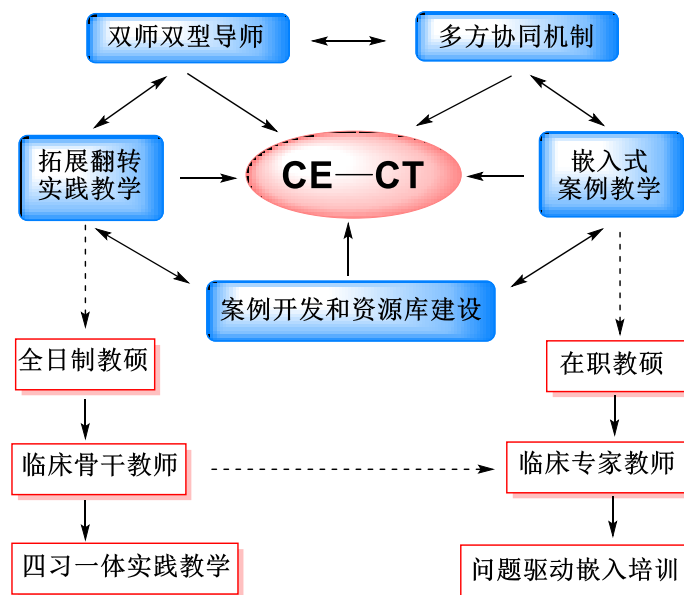 双师双型导师
多方协同机制
拓展翻转
实践教学
CE—CT
嵌入式
案例教学
案例开发和资源库建设
全日制教硕
在职教硕
临床骨干教师
临床专家教师
四习一体实践教学
问题驱动嵌入培训